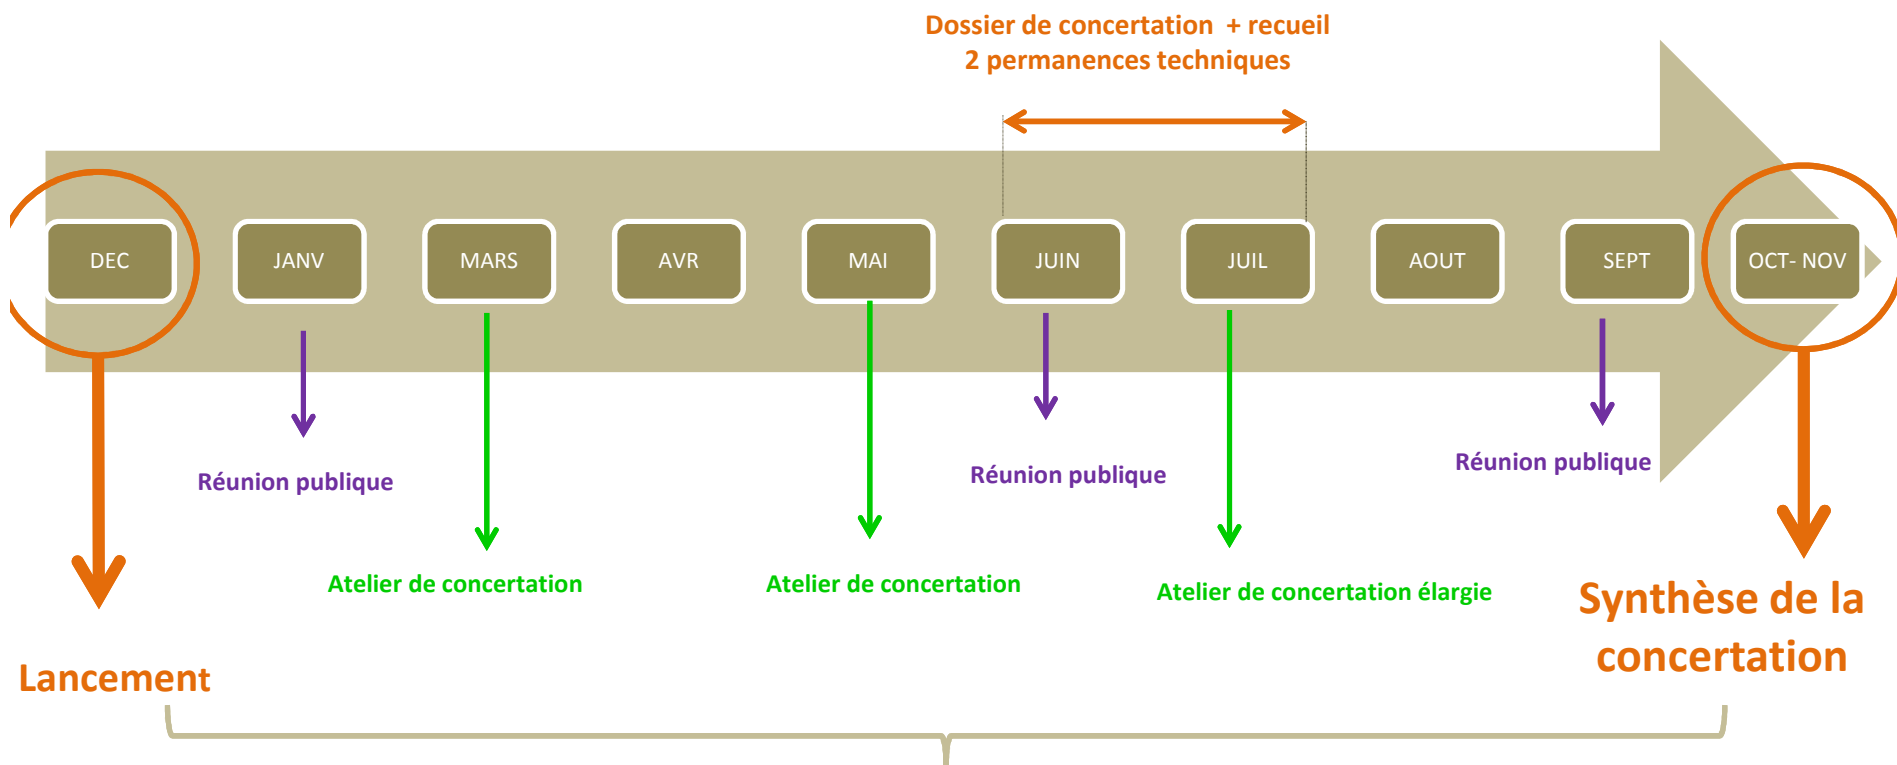 Dossier de concertation + recueil
2 permanences techniques
DEC
JANV
MARS
AVR
MAI
JUIN
JUIL
AOUT
SEPT
OCT- NOV
Réunion publique
Réunion publique
Réunion publique
Atelier de concertation
Atelier de concertation
Atelier de concertation élargie
Synthèse de la
concertation
Lancement